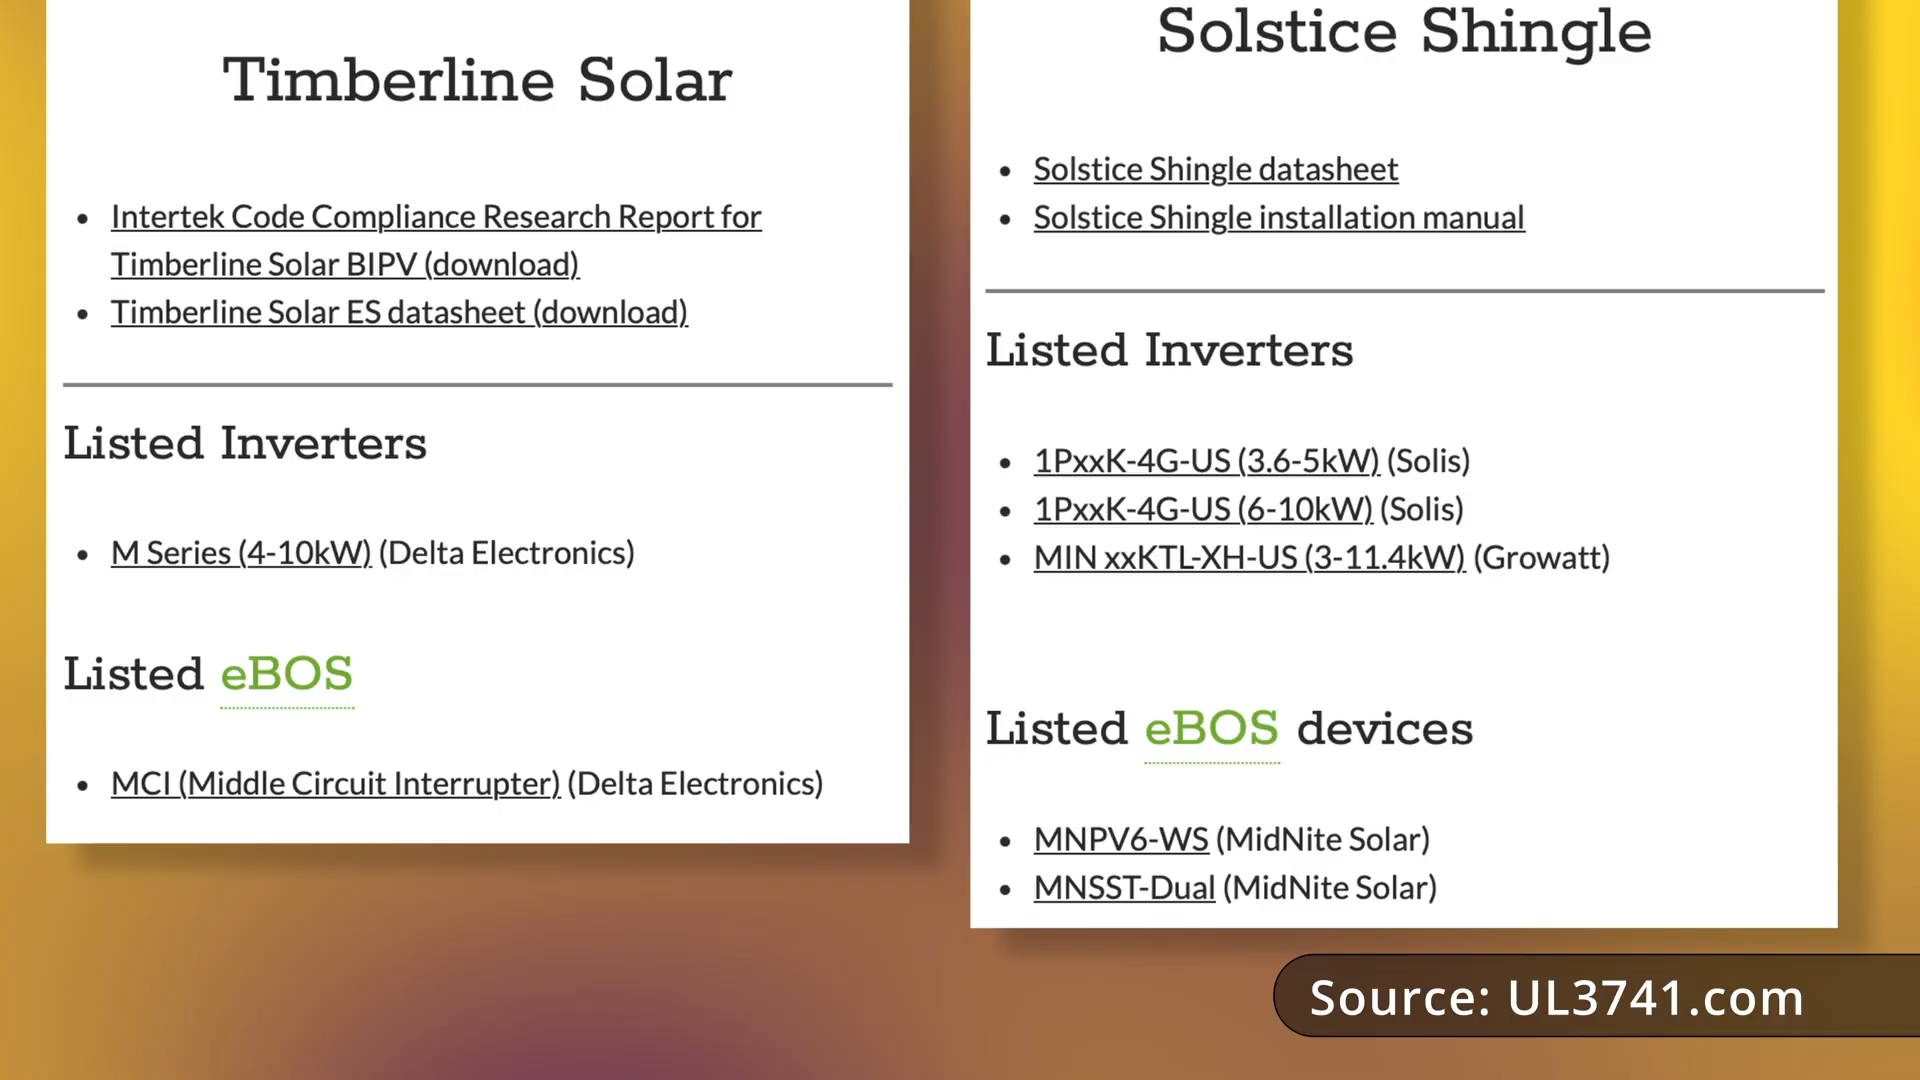 Timberline Solar
Intertek Code Compliance Research Report for
Timberline Solar BIPV (download)
Timberline Solar ES datasheet (download)
Listed Inverters
M Series (4-10kW) (Delta Electronics)
Listed eBOS
MCI (Middle Circuit Interrupter) (Delta Electronics)
Solstice Shingle
Solstice Shingle datasheet
Solstice Shingle installation manual
Listed Inverters
1PxxK-4G-US (3.6-5kW) (Solis)
1PxxK-4G-US (6-10kW) (Solis)
MIN xxKTL-XH-US (3-11.4kW) (Growatt)
Listed eBOS devices
MNPV6-WS (MidNite Solar)
MNSST-Dual (MidNite Solar)
Source: UL3741.com